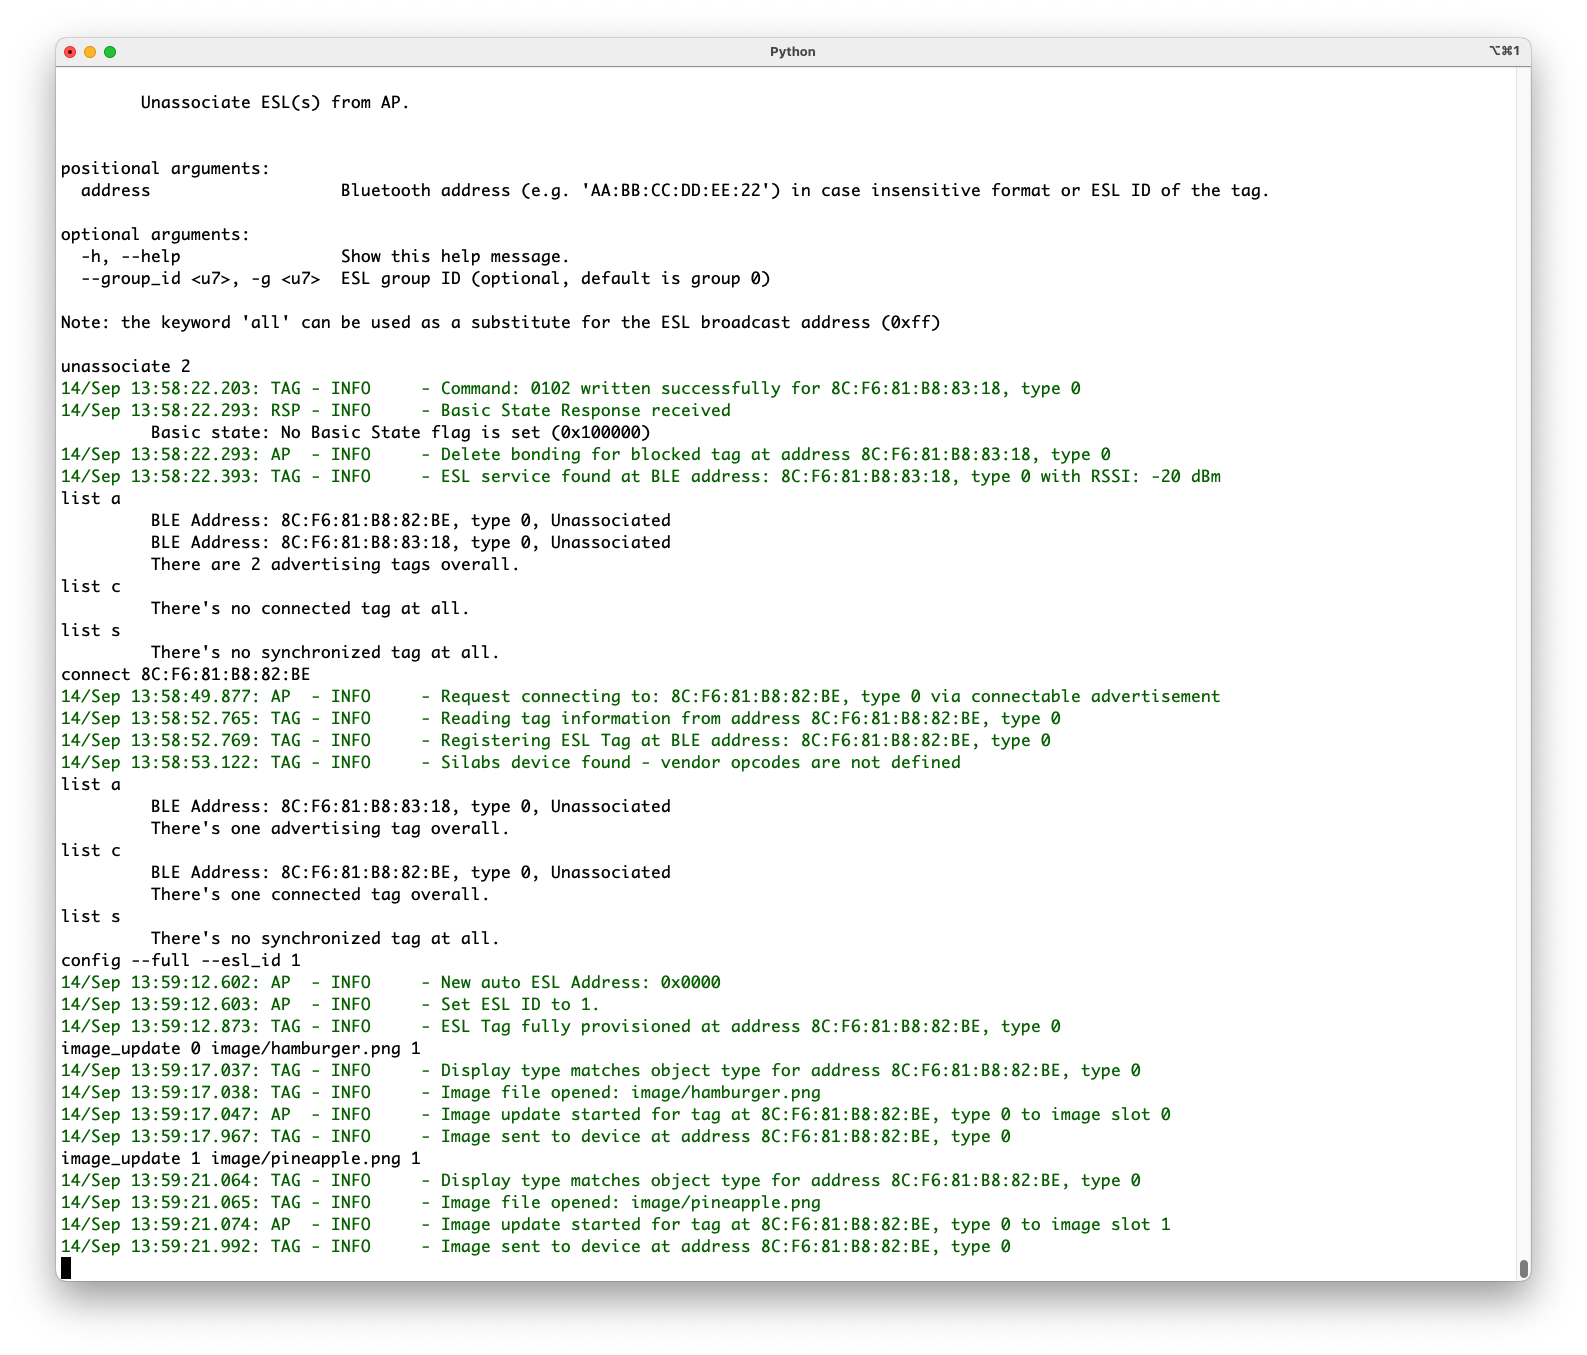 Python
⌥⌘1
Unassociate ESL(s) from AP.
positional arguments:
address Bluetooth address (e.g. 'AA:BB:CC:DD:EE:22') in case insensitive format or ESL ID of the tag.
optional arguments:
-h, --help Show this help message.
--group_id <u7>, -g <u7> ESL group ID (optional, default is group 0)
Note: the keyword 'all' can be used as a substitute for the ESL broadcast address (0xff)
unassociate 2
14/Sep 13:58:22.203: TAG - INFO - Command: 0102 written successfully for 8C:F6:81:B8:83:18, type 0
14/Sep 13:58:22.293: RSP - INFO - Basic State Response received
Basic state: No Basic State flag is set (0x100000)
14/Sep 13:58:22.293: AP - INFO - Delete bonding for blocked tag at address 8C:F6:81:B8:83:18, type 0
14/Sep 13:58:22.393: TAG - INFO - ESL service found at BLE address: 8C:F6:81:B8:83:18, type 0 with RSSI: -20 dBm
list a
BLE Address: 8C:F6:81:B8:82:BE, type 0, Unassociated
BLE Address: 8C:F6:81:B8:83:18, type 0, Unassociated
There are 2 advertising tags overall.
list c
There's no connected tag at all.
list s
There's no synchronized tag at all.
connect 8C:F6:81:B8:82:BE
14/Sep 13:58:49.877: AP - INFO - Request connecting to: 8C:F6:81:B8:82:BE, type 0 via connectable advertisement
14/Sep 13:58:52.765: TAG - INFO - Reading tag information from address 8C:F6:81:B8:82:BE, type 0
14/Sep 13:58:52.769: TAG - INFO - Registering ESL Tag at BLE address: 8C:F6:81:B8:82:BE, type 0
14/Sep 13:58:53.122: TAG - INFO - Silabs device found - vendor opcodes are not defined
list a
BLE Address: 8C:F6:81:B8:83:18, type 0, Unassociated
There's one advertising tag overall.
list c
BLE Address: 8C:F6:81:B8:82:BE, type 0, Unassociated
There's one connected tag overall.
list s
There's no synchronized tag at all.
config --full --esl_id 1
14/Sep 13:59:12.602: AP - INFO - New auto ESL Address: 0x0000
14/Sep 13:59:12.603: AP - INFO - Set ESL ID to 1.
14/Sep 13:59:12.873: TAG - INFO - ESL Tag fully provisioned at address 8C:F6:81:B8:82:BE, type 0
image_update 0 image/hamburger.png 1
14/Sep 13:59:17.037: TAG - INFO - Display type matches object type for address 8C:F6:81:B8:82:BE, type 0
14/Sep 13:59:17.038: TAG - INFO - Image file opened: image/hamburger.png
14/Sep 13:59:17.047: AP - INFO - Image update started for tag at 8C:F6:81:B8:82:BE, type 0 to image slot 0
14/Sep 13:59:17.967: TAG - INFO - Image sent to device at address 8C:F6:81:B8:82:BE, type 0
image_update 1 image/pineapple.png 1
14/Sep 13:59:21.064: TAG - INFO - Display type matches object type for address 8C:F6:81:B8:82:BE, type 0
14/Sep 13:59:21.065: TAG - INFO - Image file opened: image/pineapple.png
14/Sep 13:59:21.074: AP - INFO - Image update started for tag at 8C:F6:81:B8:82:BE, type 0 to image slot 1
14/Sep 13:59:21.992: TAG - INFO - Image sent to device at address 8C:F6:81:B8:82:BE, type 0